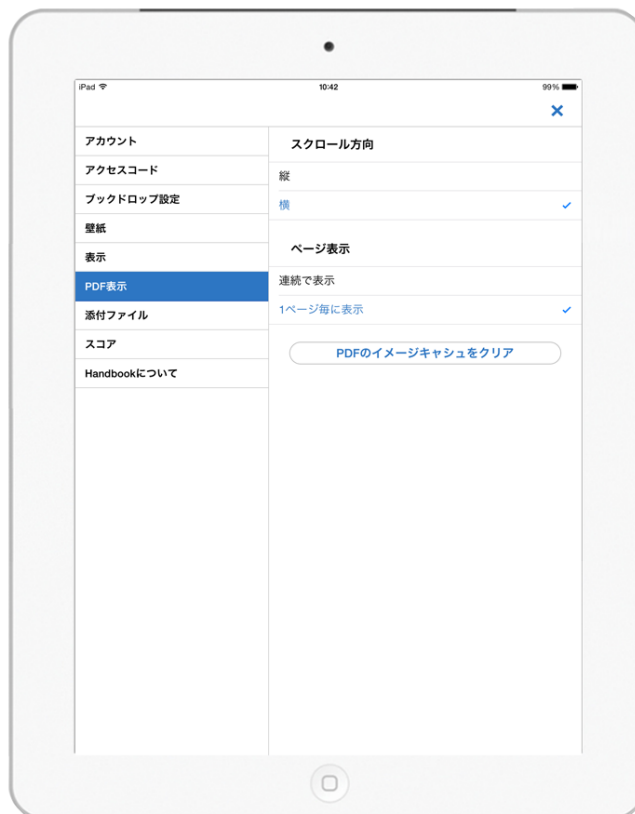 iPad 10:42 99%
×
アカウント
アクセスコード
ブックドロップ設定
壁紙
表示
PDF表示
添付ファイル
スコア
Handbookについて
スクロール方向
縦
横
ページ表示
連続で表示
1ページ毎に表示
PDFのイメージキャシュをクリア